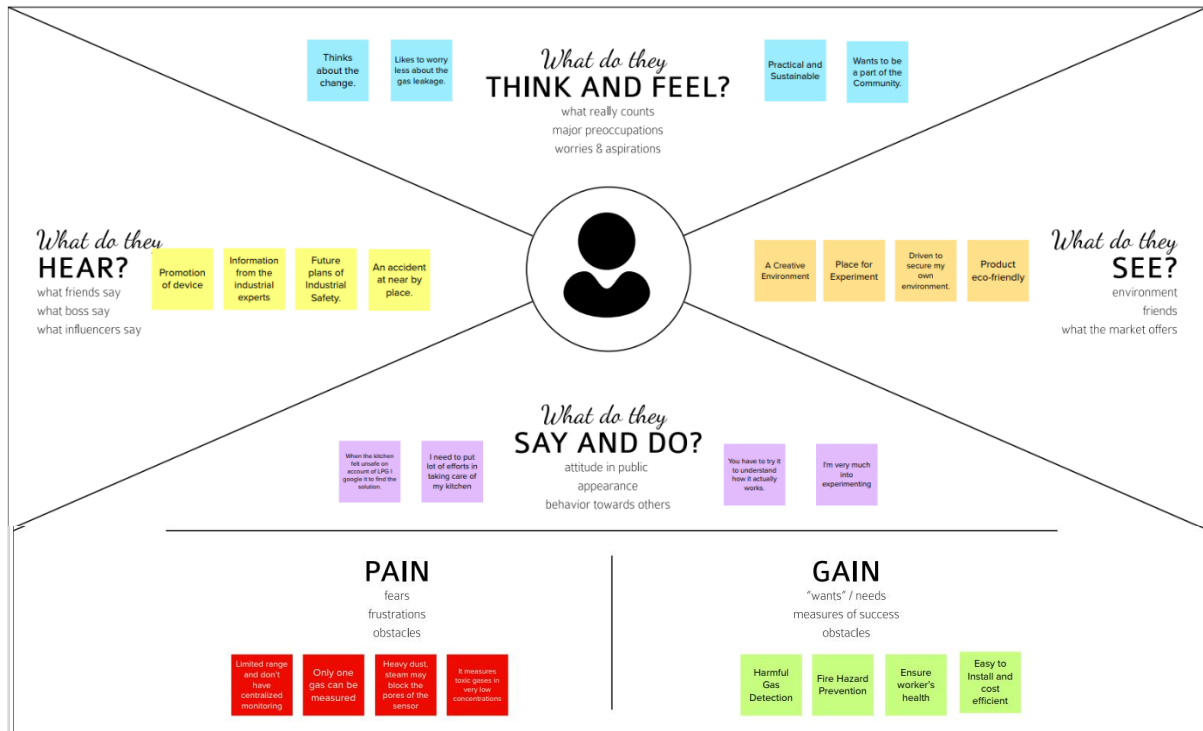 What do they
THINK AND FEEL?
what really counts
major preoccupations
worries & aspirations
Thinks
about the
change.
Likes to worry
less about the
gas leakage.
Practical and
Sustainable
Wants to be
a part of the
Community.
What do they
HEAR?
what friends say
what boss say
what influencers say
Promotion
of device
Information
from the
industrial
experts
Future
plans of
Industrial
Safety.
An accident
at near by
place.
A Creative
Environment
Place for
Experiment
Driven to
secure my
own
environment.
Product
eco-friendly
What do they
SEE?
environment
friends
what the market offers
What do they
SAY AND DO?
attitude in public
appearance
behavior towards others
When the kitchen
felt unsafe on
account of LPG I
google it to find the
solution.
I need to put
lot of efforts in
taking care of
my kitchen
You have to try it
to understand
how it actually
works.
I'm very much
into
experimenting
PAIN
fears
frustrations
obstacles
Limited range
and don't
have
centralized
monitoring
Only one
gas can be
measured
Heavy dust,
steam may
block the
pores of the
sensor
It measures
toxic gases in
very low
concentrations
GAIN
"wants" / needs
measures of success
obstacles
Harmful
Gas
Detection
Fire Hazard
Prevention
Ensure
worker's
health
Easy to
Install and
cost
efficient